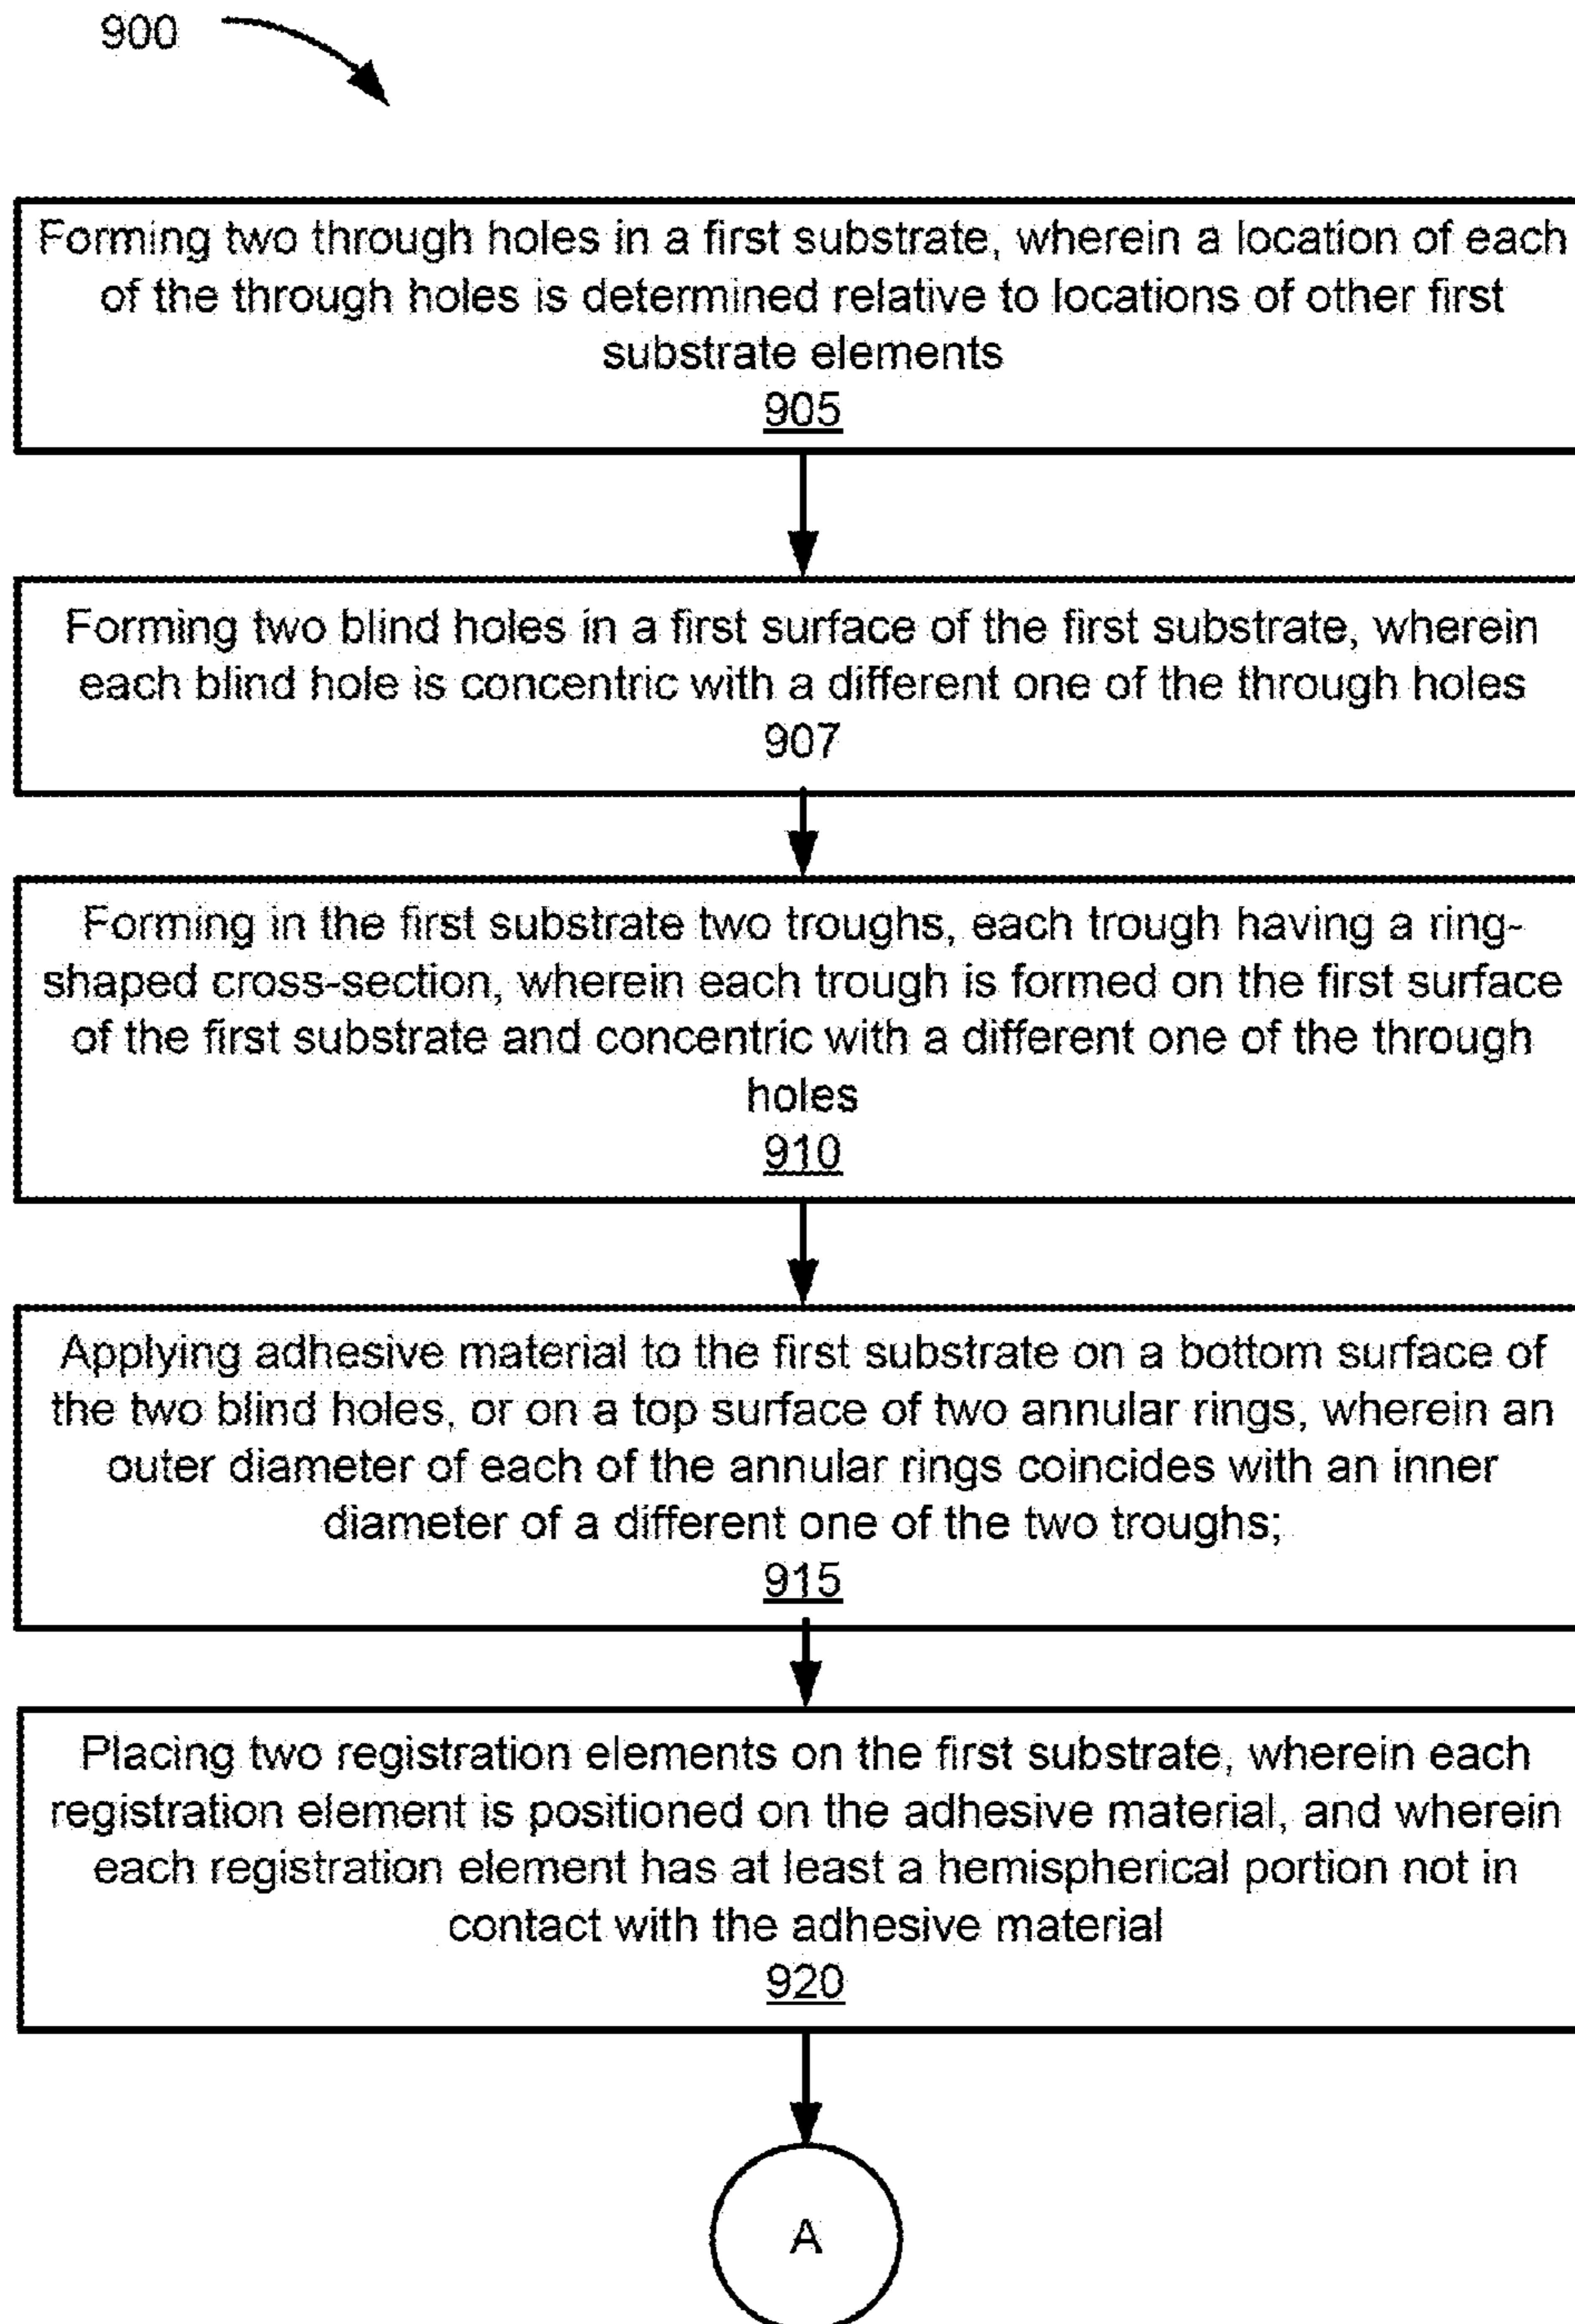 900
Forming two through holes in a first substrate, wherein a location of each
of the through holes is determined relative to locations of other first
substrate elements
905
Forming two blind holes in a first surface of the first substrate, wherein
each blind hole is concentric with a different one of the through holes
907
Forming in the first substrate two troughs, each trough having a ring-
shaped cross-section, wherein each trough is formed on the first surface
of the first substrate and concentric with a different one of the through
holes
910
Applying adhesive material to the first substrate on a bottom surface of
the two blind holes, or on a top surface of two annular rings, wherein an
outer diameter of each of the annular rings coincides with an inner
diameter of a different one of the two troughs;
915
Placing two registration elements on the first substrate, wherein each
registration element is positioned on the adhesive material, and wherein
each registration element has at least a hemispherical portion not in
contact with the adhesive material
920
A